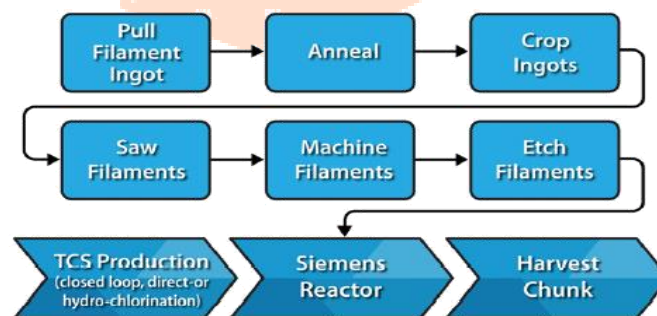 Pull
Filament
Ingot
Anneal
Crop
Ingots
Saw
Filaments
Machine
Filaments
Etch
Filaments
TCS Production
(closed loop, direct-or
hydro-chlorination)
Siemens
Reactor
Harvest
Chunk